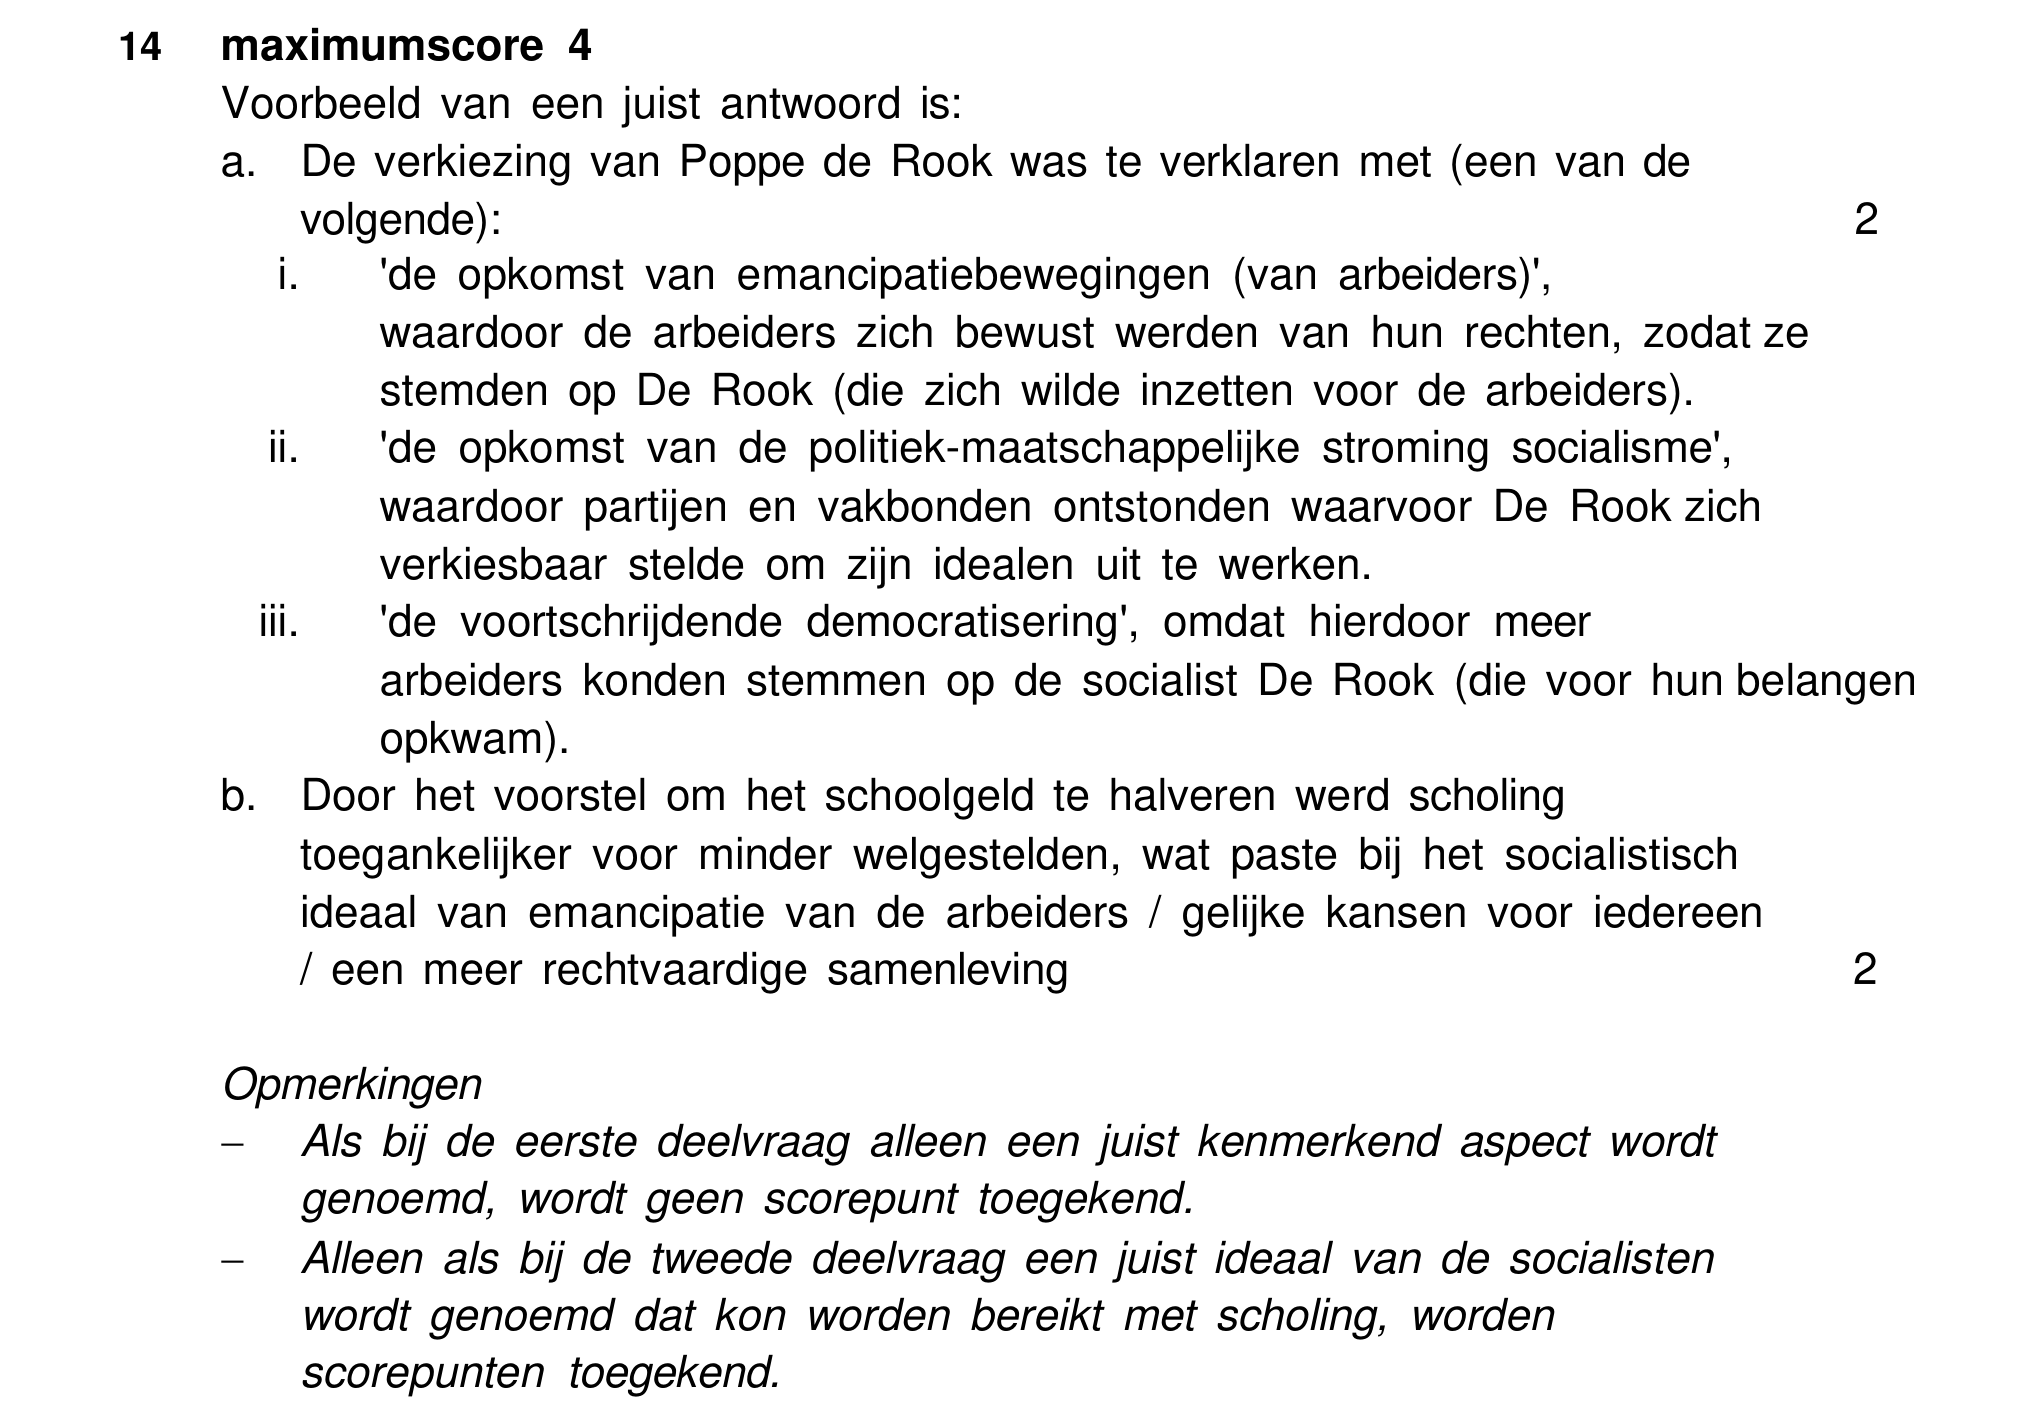 14 maximumscore 4
Voorbeeld van een juist antwoord is:
a. De verkiezing van Poppe de Rook was te verklaren met (een van de
volgende): 2
i. 'de opkomst van emancipatiebewegingen (van arbeiders)',
waardoor de arbeiders zich bewust werden van hun rechten, zodat ze
stemden op De Rook (die zich wilde inzetten voor de arbeiders).
ii. 'de opkomst van de politiek-maatschappelijke stroming socialisme',
waardoor partijen en vakbonden ontstonden waarvoor De Rook zich
verkiesbaar stelde om zijn idealen uit te werken.
iii. 'de voortschrijdende democratisering', omdat hierdoor meer
arbeiders konden stemmen op de socialist De Rook (die voor hun belangen
opkwam).
b. Door het voorstel om het schoolgeld te halveren werd scholing
toegankelijker voor minder welgestelden, wat paste bij het socialistisch
ideaal van emancipatie van de arbeiders / gelijke kansen voor iedereen
/ een meer rechtvaardige samenleving 2
Opmerkingen
− Als bij de eerste deelvraag alleen een juist kenmerkend aspect wordt
genoemd, wordt geen scorepunt toegekend.
− Alleen als bij de tweede deelvraag een juist ideaal van de socialisten
wordt genoemd dat kon worden bereikt met scholing, worden
scorepunten toegekend.